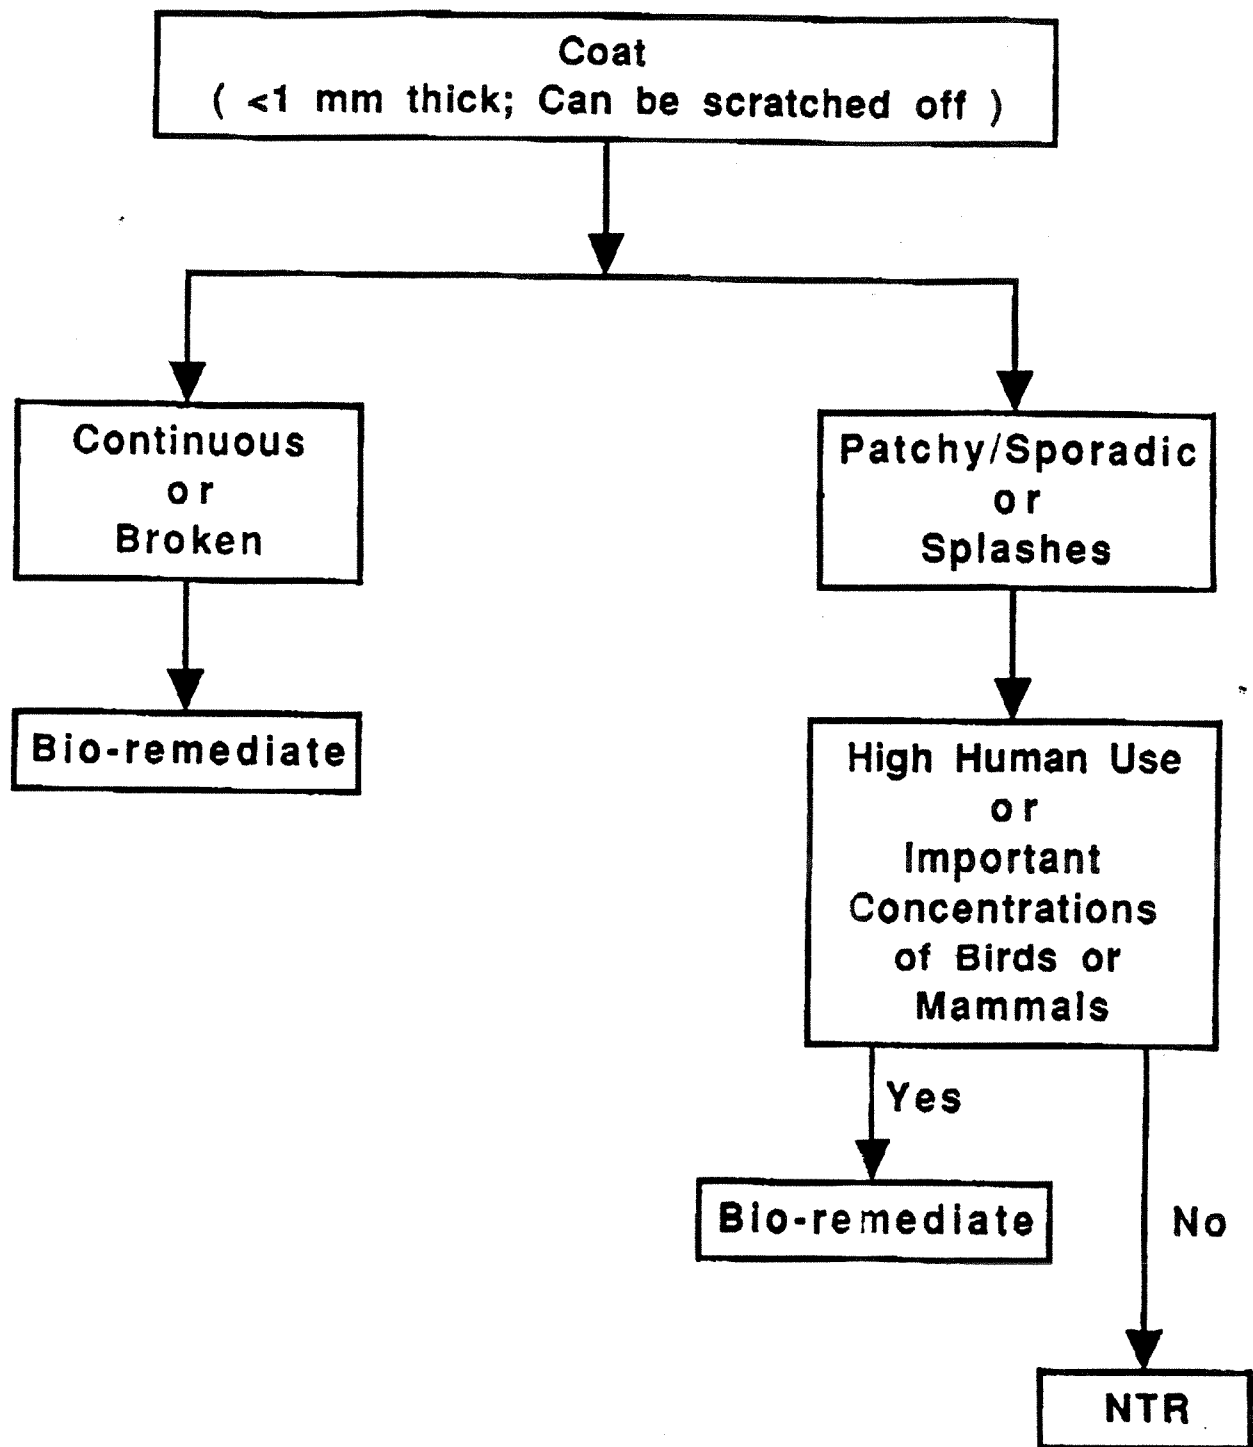 Coat
( <1 mm thick; Can be scratched off )
Continuous
or
Broken
Patchy/Sporadic
or
Splashes
Bio-remediate
High Human Use
or
Important
Concentrations
of Birds or
Mammals
Yes
No
Bio-remediate
NTR